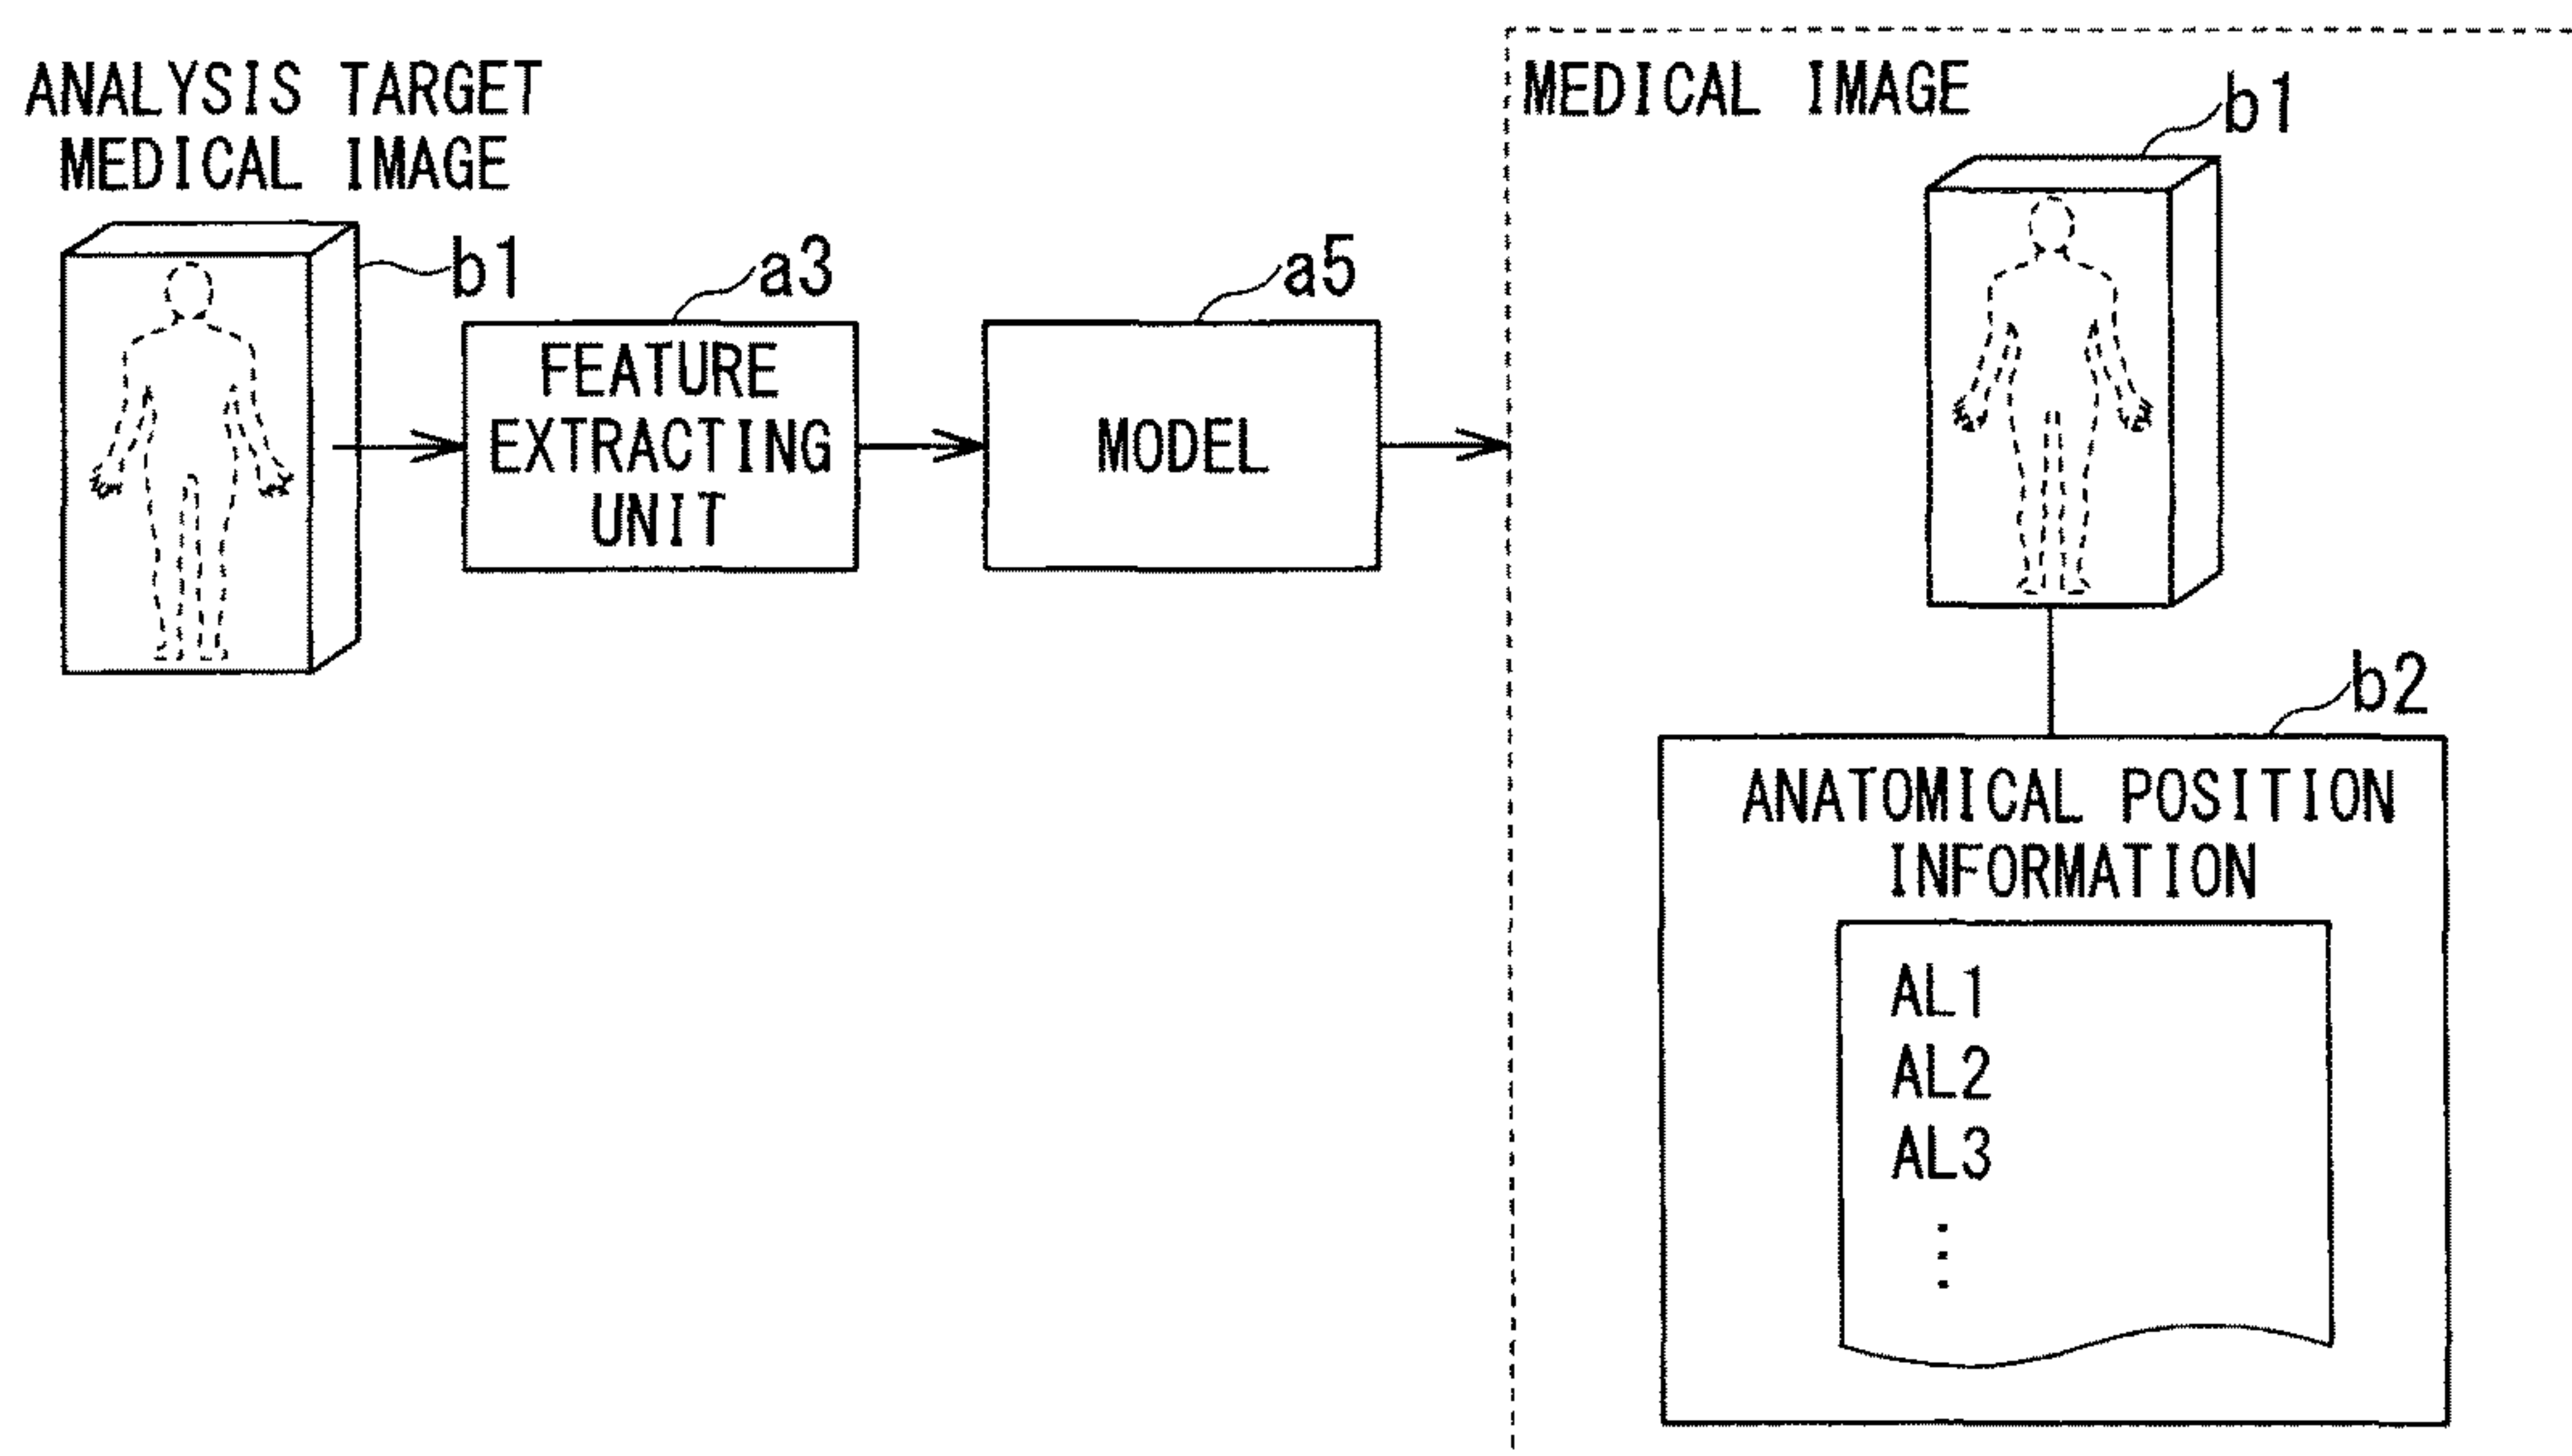 ANALYSIS TARGET
MEDICAL IMAGE
b1
a3
FEATURE
EXTRACTING
UNIT
a5
MODEL
MEDICAL IMAGE
b1
b2
ANATOMICAL POSITION
INFORMATION
AL1
AL2
AL3